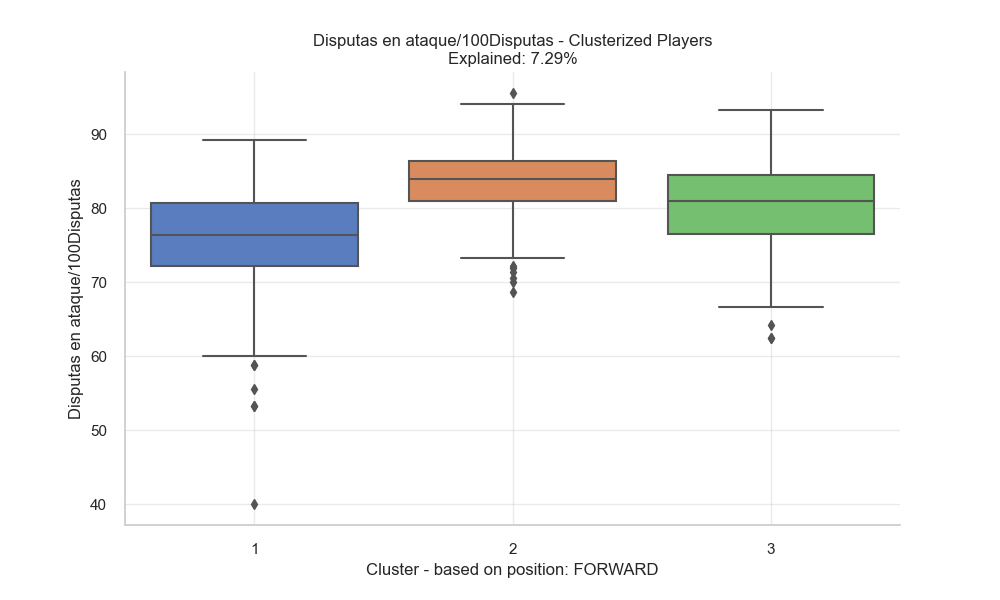 Disputas en ataque/100Disputas - Clusterized Players
Explained: 7.29%
Disputas en ataque/100Disputas
90
80
70
60
50
40
1
2
3
Cluster - based on position: FORWARD